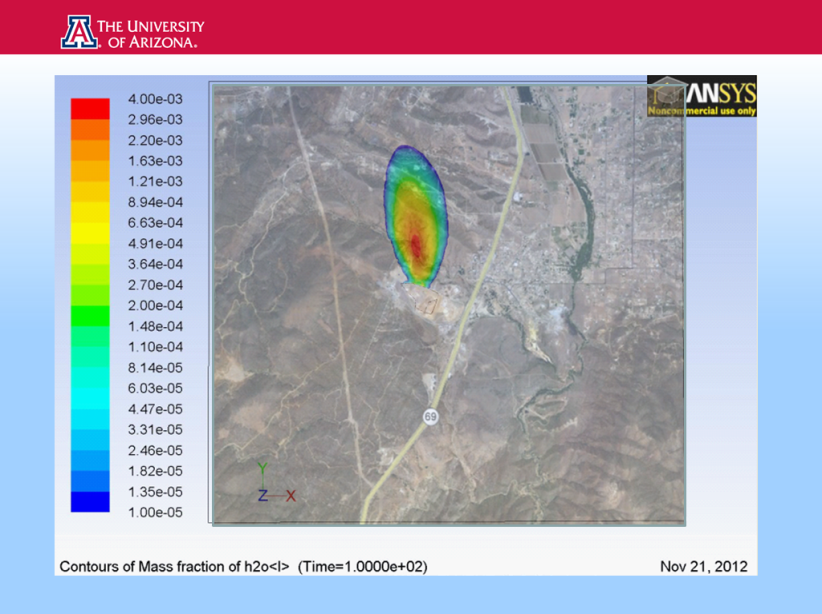 THE UNIVERSITY
OF ARIZONA.
A
ANSYS
Noncommercial use only
4.00e-03
2.96e-03
2.20e-03
1.63e-03
1.21e-03
8.94e-04
6.63e-04
4.91e-04
3.64e-04
2.70e-04
2.00e-04
1.48e-04
1.10e-04
8.14e-05
6.03e-05
4.47e-05
3.31e-05
2.46e-05
1.82e-05
1.35e-05
1.00e-05
69
Y
Z X
Contours of Mass fraction of h2o<l> (Time=1.0000e+02)
Nov 21, 2012